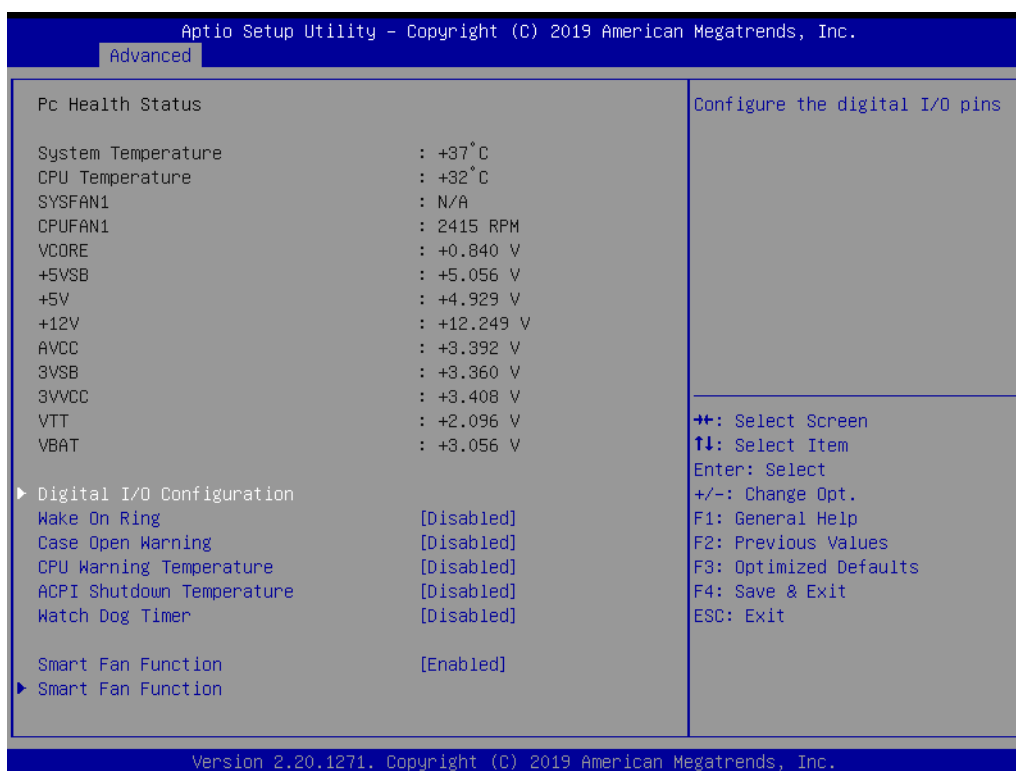 Aptio Setup Utility – Copyright (C) 2019 American Megatrends, Inc.
Advanced
Pc Health Status
System Temperature : +37°C
CPU Temperature : +32°C
SYSFAN1 : N/A
CPUFAN1 : 2415 RPM
VCORE : +0.840 V
+5VSB : +5.056 V
+5V : +4.929 V
+12V : +12.249 V
AVCC : +3.392 V
3VSB : +3.360 V
3VVCC : +3.408 V
VTT : +2.096 V
VBAT : +3.056 V
▶ Digital I/O Configuration
Wake On Ring [Disabled]
Case Open Warning [Disabled]
CPU Warning Temperature [Disabled]
ACPI Shutdown Temperature [Disabled]
Watch Dog Timer [Disabled]
Smart Fan Function [Enabled]
▶ Smart Fan Function
Configure the digital I/O pins
→←: Select Screen
↑↓: Select Item
Enter: Select
+/-: Change Opt.
F1: General Help
F2: Previous Values
F3: Optimized Defaults
F4: Save & Exit
ESC: Exit
Version 2.20.1271. Copyright (C) 2019 American Megatrends, Inc.